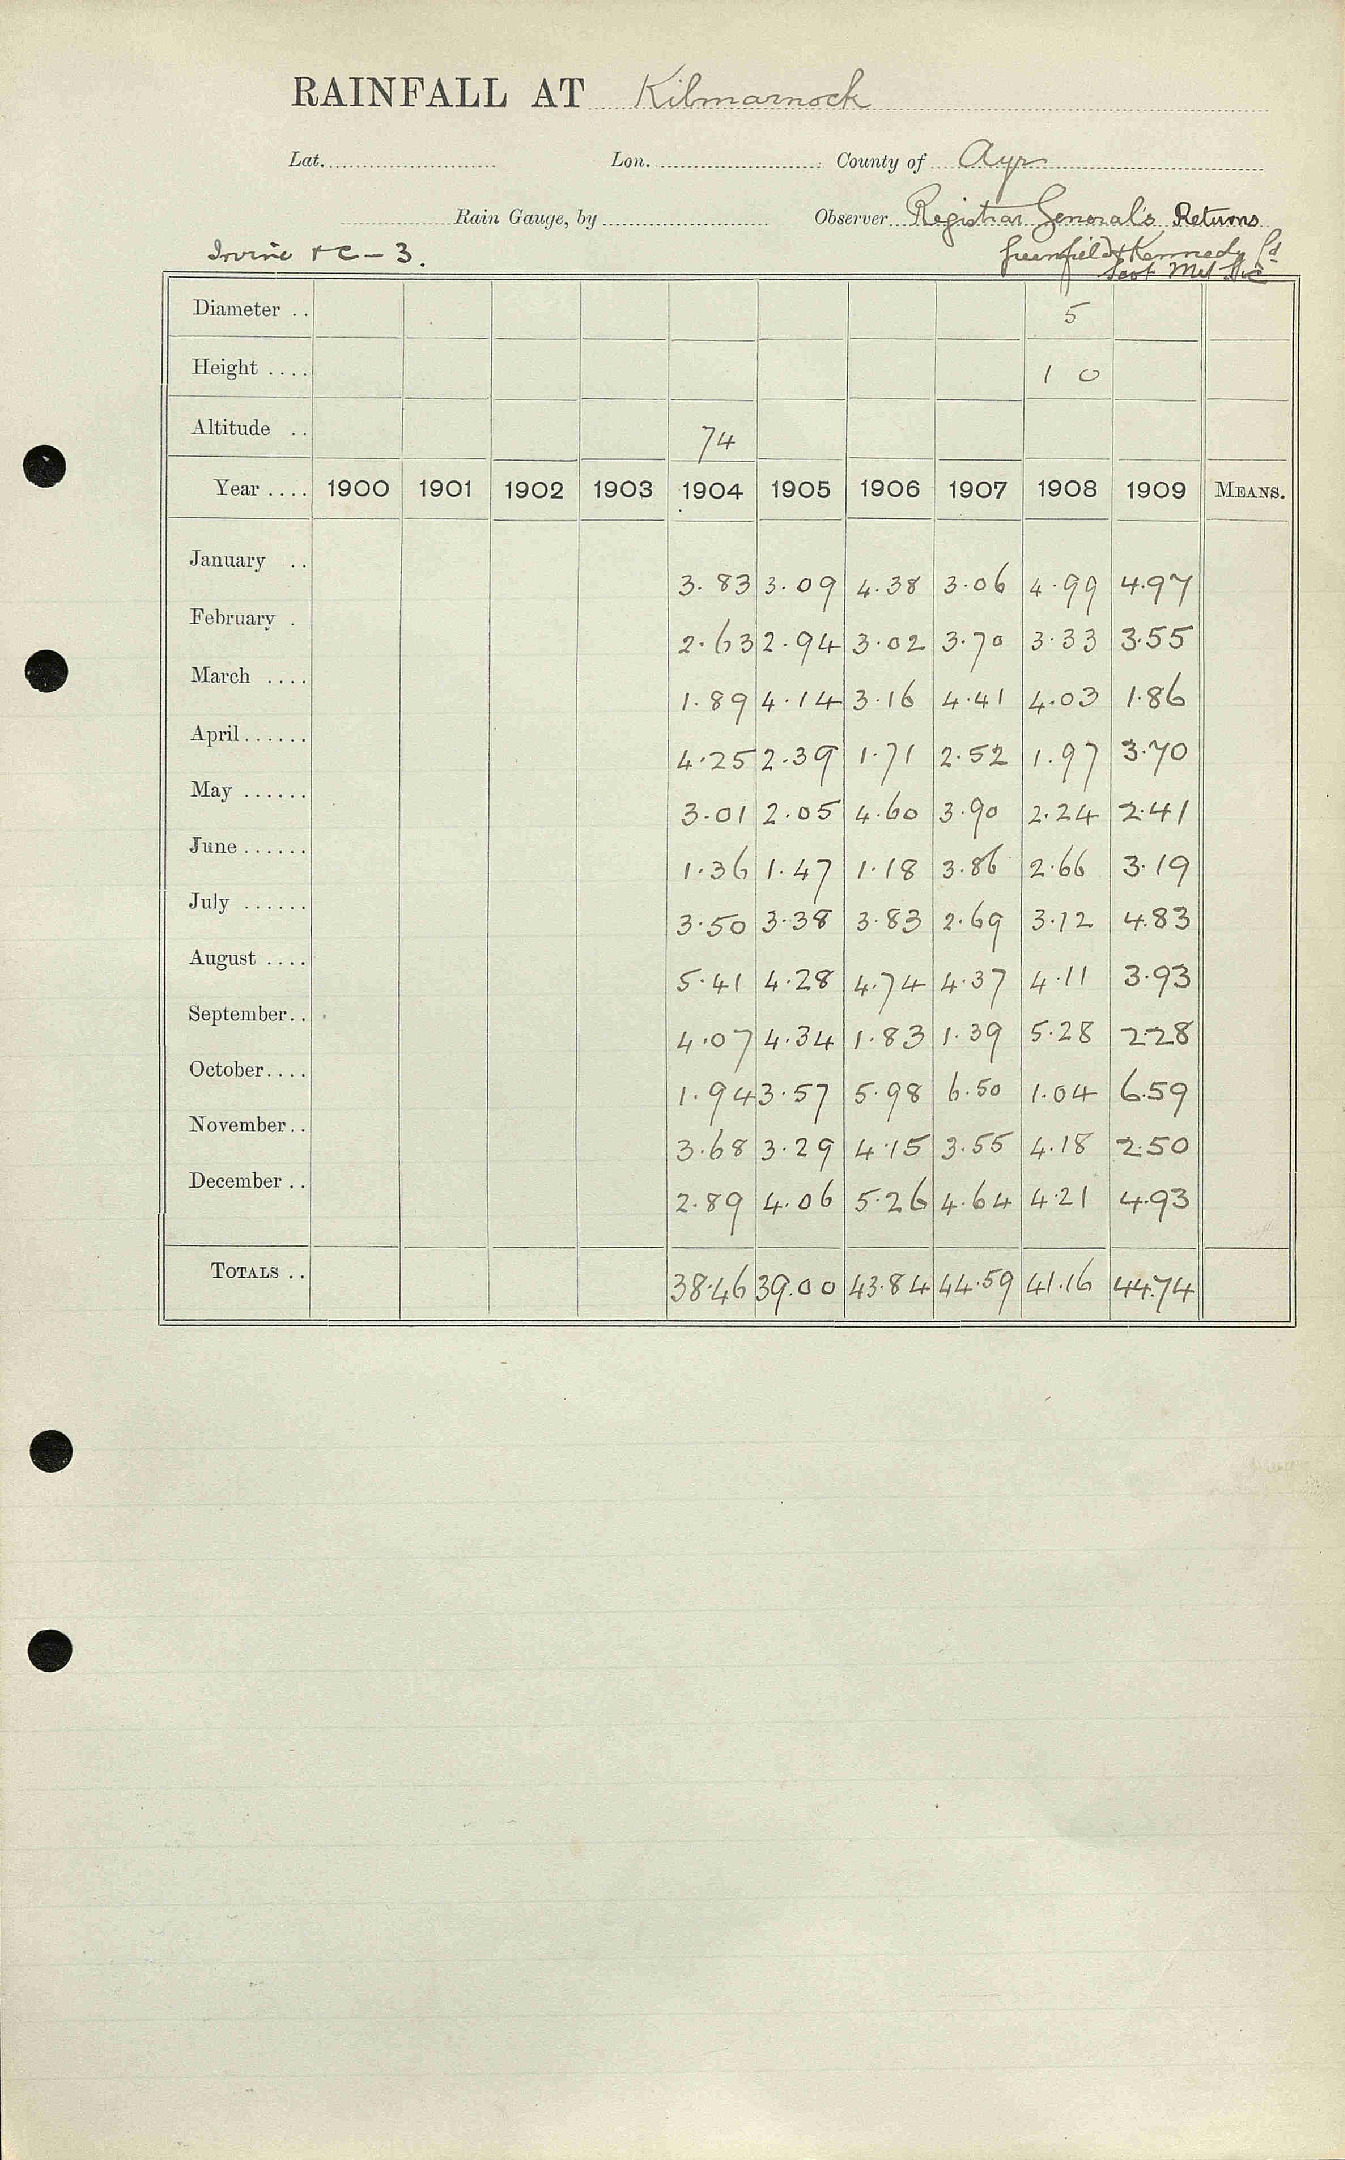 RAINFALL AT Kilmarnock
Lat. Lon. County of Ayr
Rain Gauge, by Observer Registrar General's Returns
Irvine &c - 3. Greenfield Kennedy
Scot Met Soc
Diameter .. 5
Height .... 1 0
Altitude .. 74
Year .... 1900 1901 1902 1903 1904 1905 1906 1907 1908 1909 MEANS.
January .. 3.83 3.09 4.38 3.06 4.99 4.97
February . 2.63 2.94 3.02 3.70 3.33 3.55
March .... 1.89 4.14 3.16 4.41 4.03 1.86
April...... 4.25 2.39 1.71 2.52 1.97 3.70
May ...... 3.01 2.05 4.60 3.90 2.24 2.41
June...... 1.36 1.47 1.18 3.86 2.66 3.19
July ...... 3.50 3.38 3.83 2.69 3.12 4.83
August .... 5.41 4.28 4.74 4.37 4.11 3.93
September.. 4.07 4.34 1.83 1.39 5.28 2.28
October.... 1.94 3.57 5.98 6.50 1.04 6.59
November.. 3.68 3.29 4.15 3.55 4.18 2.50
December .. 2.89 4.06 5.26 4.64 4.21 4.93
TOTALS .. 38.46 39.00 43.84 44.59 41.16 44.74